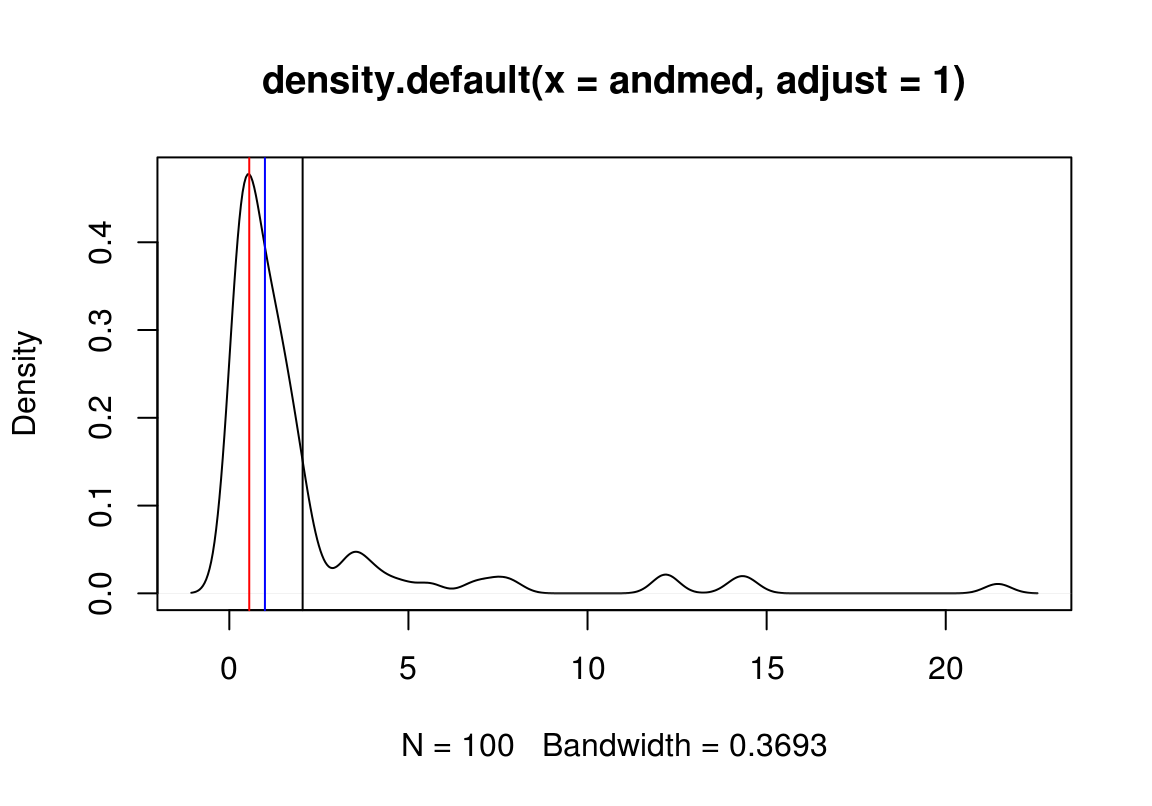 density.default(x = andmed, adjust = 1)
Density
0.4
0.3
0.2
0.1
0.0
0 5 10 15 20
N = 100 Bandwidth = 0.3693